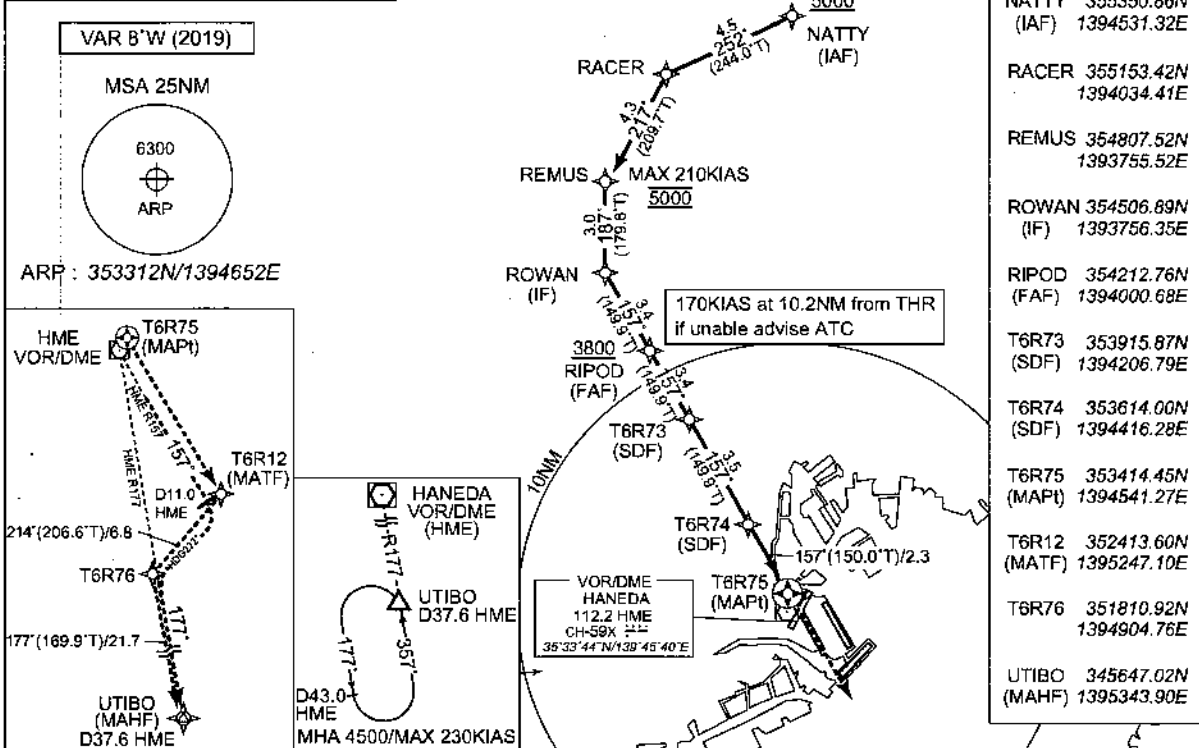 VAR 8°W (2019)
MSA 25NM
6300
ARP
ARP : 353312N/1394652E
5000
NATTY
(IAF)
4.5
252°
(244.0°T)
RACER
4.3
217°
(209.7°T)
REMUS
MAX 210KIAS
5000
3.0
187°
(179.8°T)
ROWAN
(IF)
3.4
157°
(149.9°T)
170KIAS at 10.2NM from THR
if unable advise ATC
3800
RIPOD
(FAF)
3.4
157°
(149.9°T)
T6R73
(SDF)
10NM
3.5
157°
(149.9°T)
T6R74
(SDF)
157°(150.0°T)/2.3
T6R75
(MAPt)
VOR/DME
HANEDA
112.2 HME
CH-59X
35°33'44"N/139°45'40"E
HME
VOR/DME
T6R75
(MAPt)
HME R157
157°
HME R177
T6R12
(MATF)
D11.0
HME
214°(206.6°T)/6.8
T6R76
177°
177°(169.9°T)/21.7
UTIBO
(MAHF)
D37.6 HME
HANEDA
VOR/DME
(HME)
R177
UTIBO
D37.6 HME
177°
357°
D43.0
HME
MHA 4500/MAX 230KIAS
NATTY 355350.86N
(IAF) 1394531.32E
RACER 355153.42N
1394034.41E
REMUS 354807.52N
1393755.52E
ROWAN 354506.89N
(IF) 1393756.35E
RIPOD 354212.76N
(FAF) 1394000.68E
T6R73 353915.87N
(SDF) 1394206.79E
T6R74 353614.00N
(SDF) 1394416.28E
T6R75 353414.45N
(MAPt) 1394541.27E
T6R12 352413.60N
(MATF) 1395247.10E
T6R76 351810.92N
1394904.76E
UTIBO 345647.02N
(MAHF) 1395343.90E